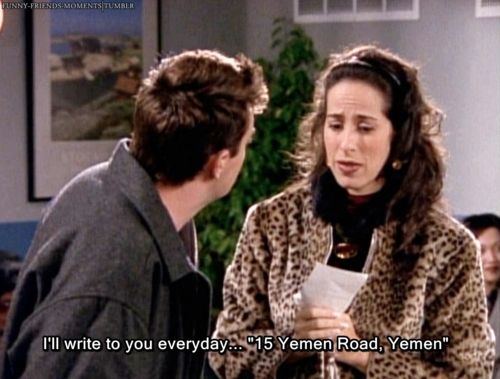 FUNNY-FRIENDS-MOMENTS|TUMBLR
I'll write to you everyday... "15 Yemen Road, Yemen"